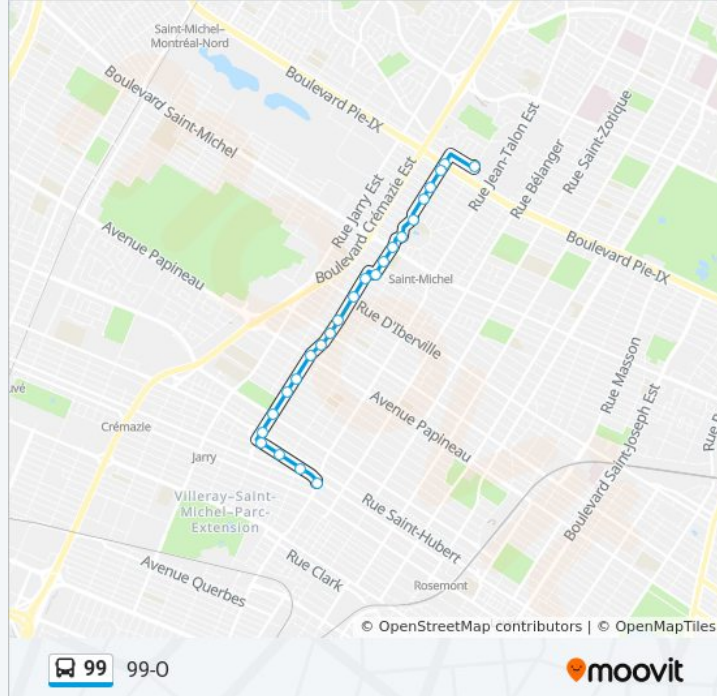 Saint-Michel–
Montréal-Nord
Boulevard Pie-IX
Boulevard Saint-Michel
Rue Jean-Talon Est
Rue Bélanger
Rue Saint-Zotique
Rue Jarry Est
Boulevard Crémazie Est
Avenue Papineau
Boulevard Pie-IX
Saint-Michel
Rue D'Iberville
Rue Masson
Avenue Papineau
Boulevard Saint-Joseph Est
Crémazie
Jarry
Villeray–Saint-
Michel–Parc-
Extension
Rue Saint-Hubert
Rue Clark
Avenue Querbes
Rosemont
© OpenStreetMap contributors | © OpenMapTiles
99 99-O
moovit